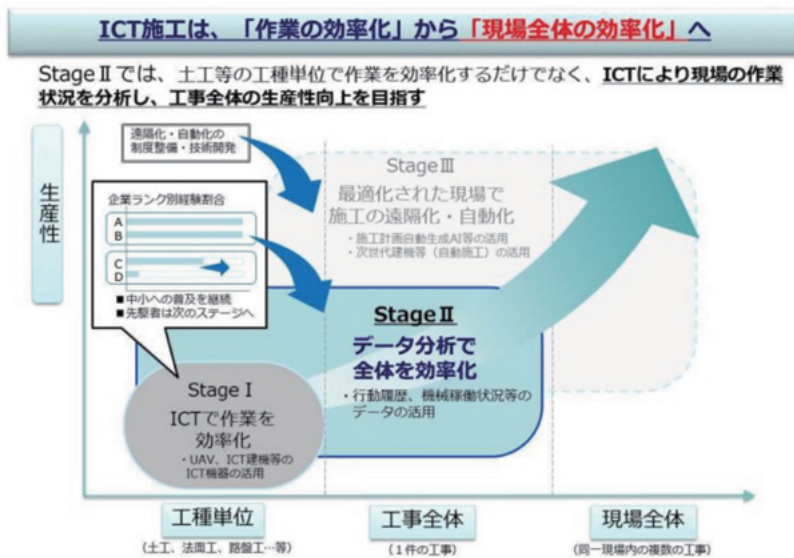 ICT施工は、「作業の効率化」から「現場全体の効率化」へ
StageⅡでは、土工等の工種単位で作業を効率化するだけでなく、ICTにより現場の作業
状況を分析し、工事全体の生産性向上を目指す
生産性
遠隔化・自動化の
制度整備・技術開発
StageⅢ
最適化された現場で
施工の遠隔化・自動化
・施工計画自動生成AI等の活用
・次世代建機等（自動施工）の活用
企業ランク別経験割合
A
B
C
D
■中小への普及を継続
■先駆者は次のステージへ
StageⅡ
データ分析で
全体を効率化
・行動履歴、機械稼働状況等の
データの活用
StageⅠ
ICTで作業を
効率化
・UAV、ICT建機等の
ICT機器の活用
工種単位
（土工、法面工、路盤工…等）
工事全体
（1件の工事）
現場全体
（同一現場内の複数の工事）